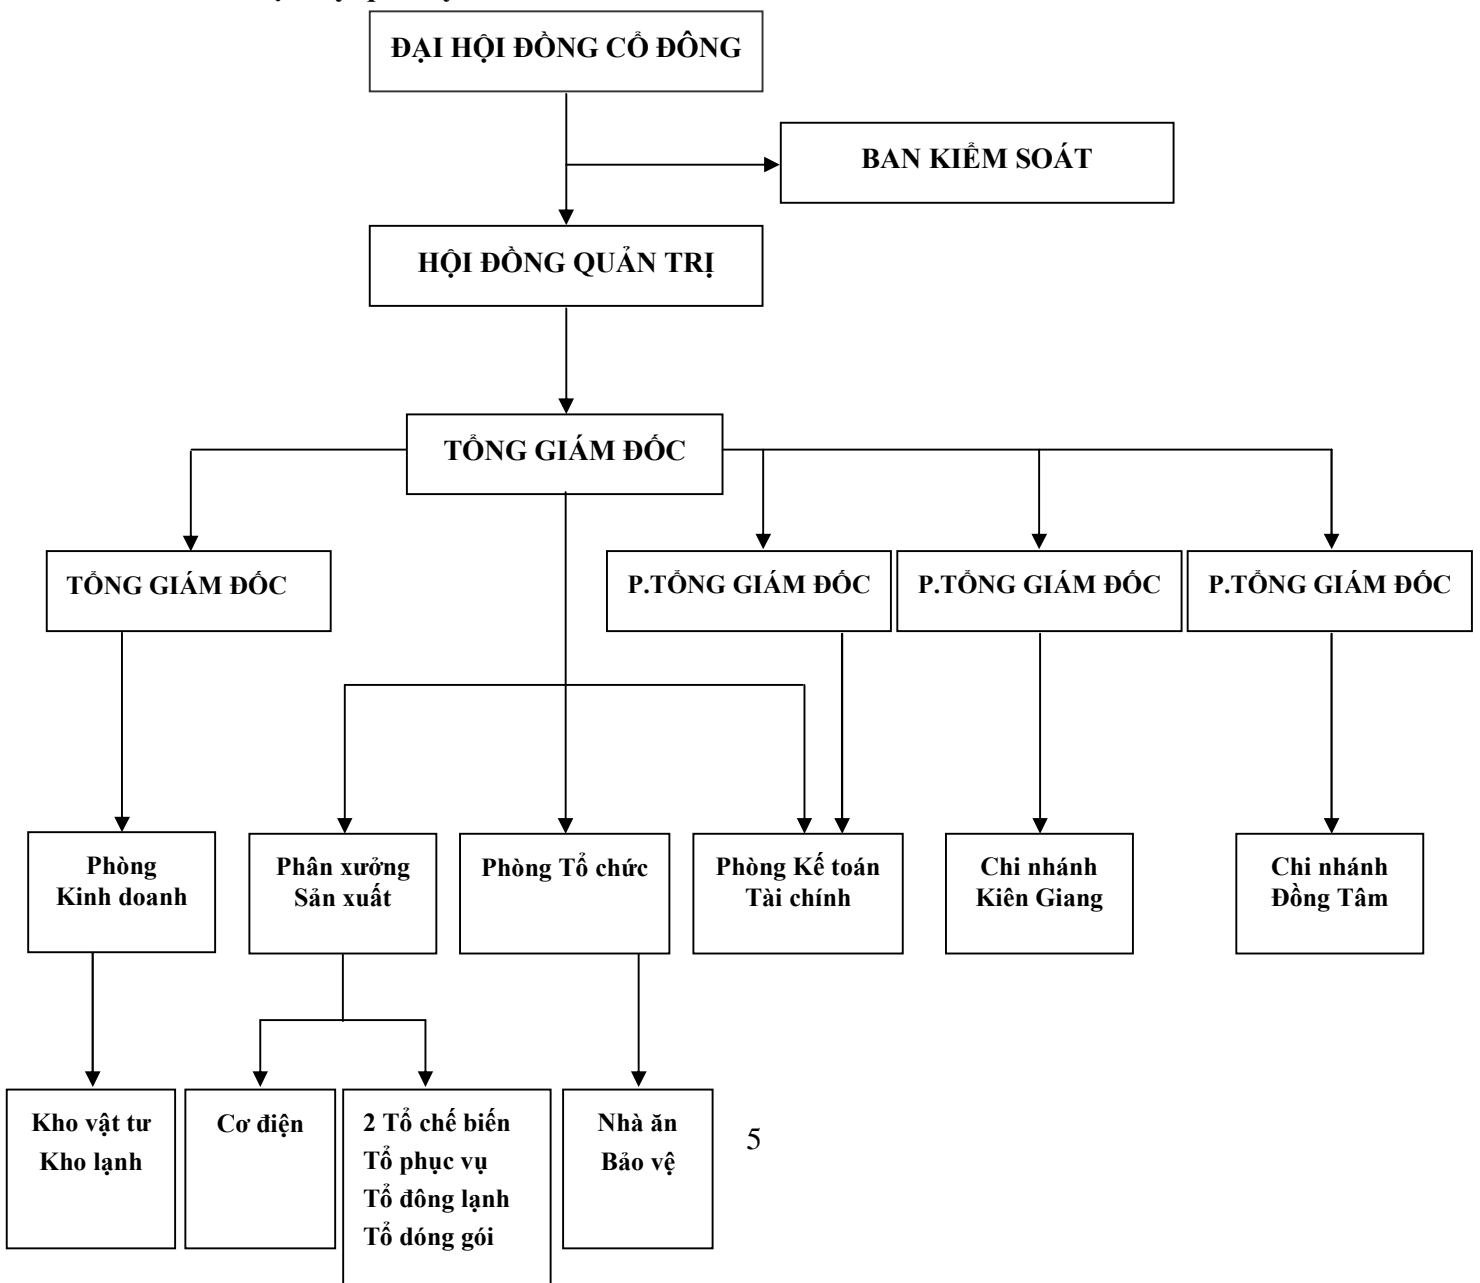 ĐẠI HỘI ĐỒNG CỔ ĐÔNG
BAN KIỂM SOÁT
HỘI ĐỒNG QUẢN TRỊ
TỔNG GIÁM ĐỐC
TỔNG GIÁM ĐỐC
P.TỔNG GIÁM ĐỐC
P.TỔNG GIÁM ĐỐC
P.TỔNG GIÁM ĐỐC
Phòng
Kinh doanh
Phân xưởng
Sản xuất
Phòng Tổ chức
Phòng Kế toán
Tài chính
Chi nhánh
Kiên Giang
Chi nhánh
Đồng Tâm
Kho vật tư
Kho lạnh
Cơ điện
2 Tổ chế biến
Tổ phục vụ
Tổ đông lạnh
Tổ dóng gói
Nhà ăn
Bảo vệ
5